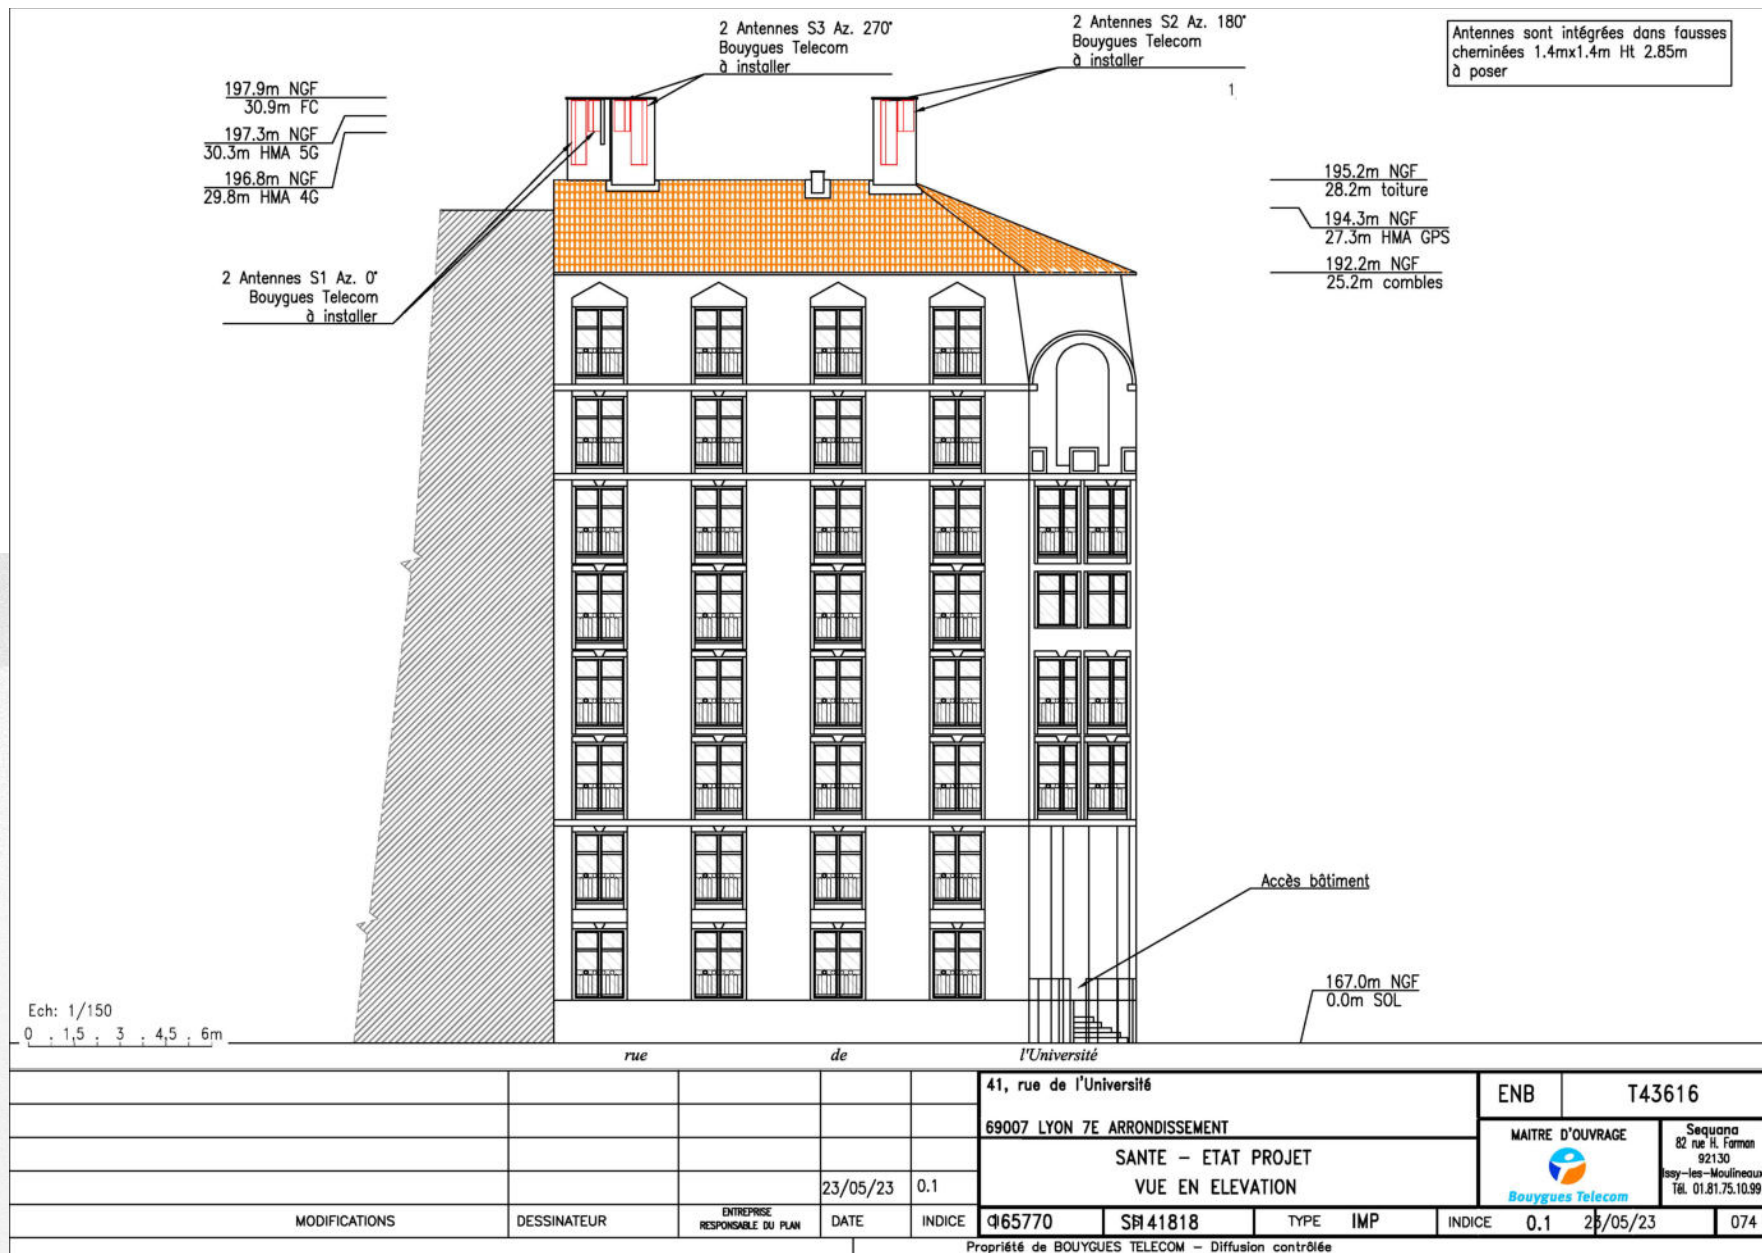 2 Antennes S3 Az. 270°
Bouygues Telecom
à installer
2 Antennes S2 Az. 180°
Bouygues Telecom
à installer
Antennes sont intégrées dans fausses
cheminées 1.4mx1.4m Ht 2.85m
à poser
1
197.9m NGF
30.9m FC
197.3m NGF
30.3m HMA 5G
196.8m NGF
29.8m HMA 4G
195.2m NGF
28.2m toiture
194.3m NGF
27.3m HMA GPS
192.2m NGF
25.2m combles
2 Antennes S1 Az. 0°
Bouygues Telecom
à installer
Accès bâtiment
167.0m NGF
0.0m SOL
Ech: 1/150
0 1,5 3 4,5 6m
rue de l'Université
41, rue de l'Université
69007 LYON 7E ARRONDISSEMENT
ENB T43616
SANTE – ETAT PROJET
VUE EN ELEVATION
MAITRE D'OUVRAGE
Bouygues Telecom
Sequana
82 rue H. Farman
92130
Issy-les-Moulineaux
Tél. 01.81.75.10.99
23/05/23 0.1
MODIFICATIONS DESSINATEUR ENTREPRISE RESPONSABLE DU PLAN DATE INDICE
TYPE IMP INDICE 0.1 23/05/23 074
Propriété de BOUYGUES TELECOM – Diffusion contrôlée